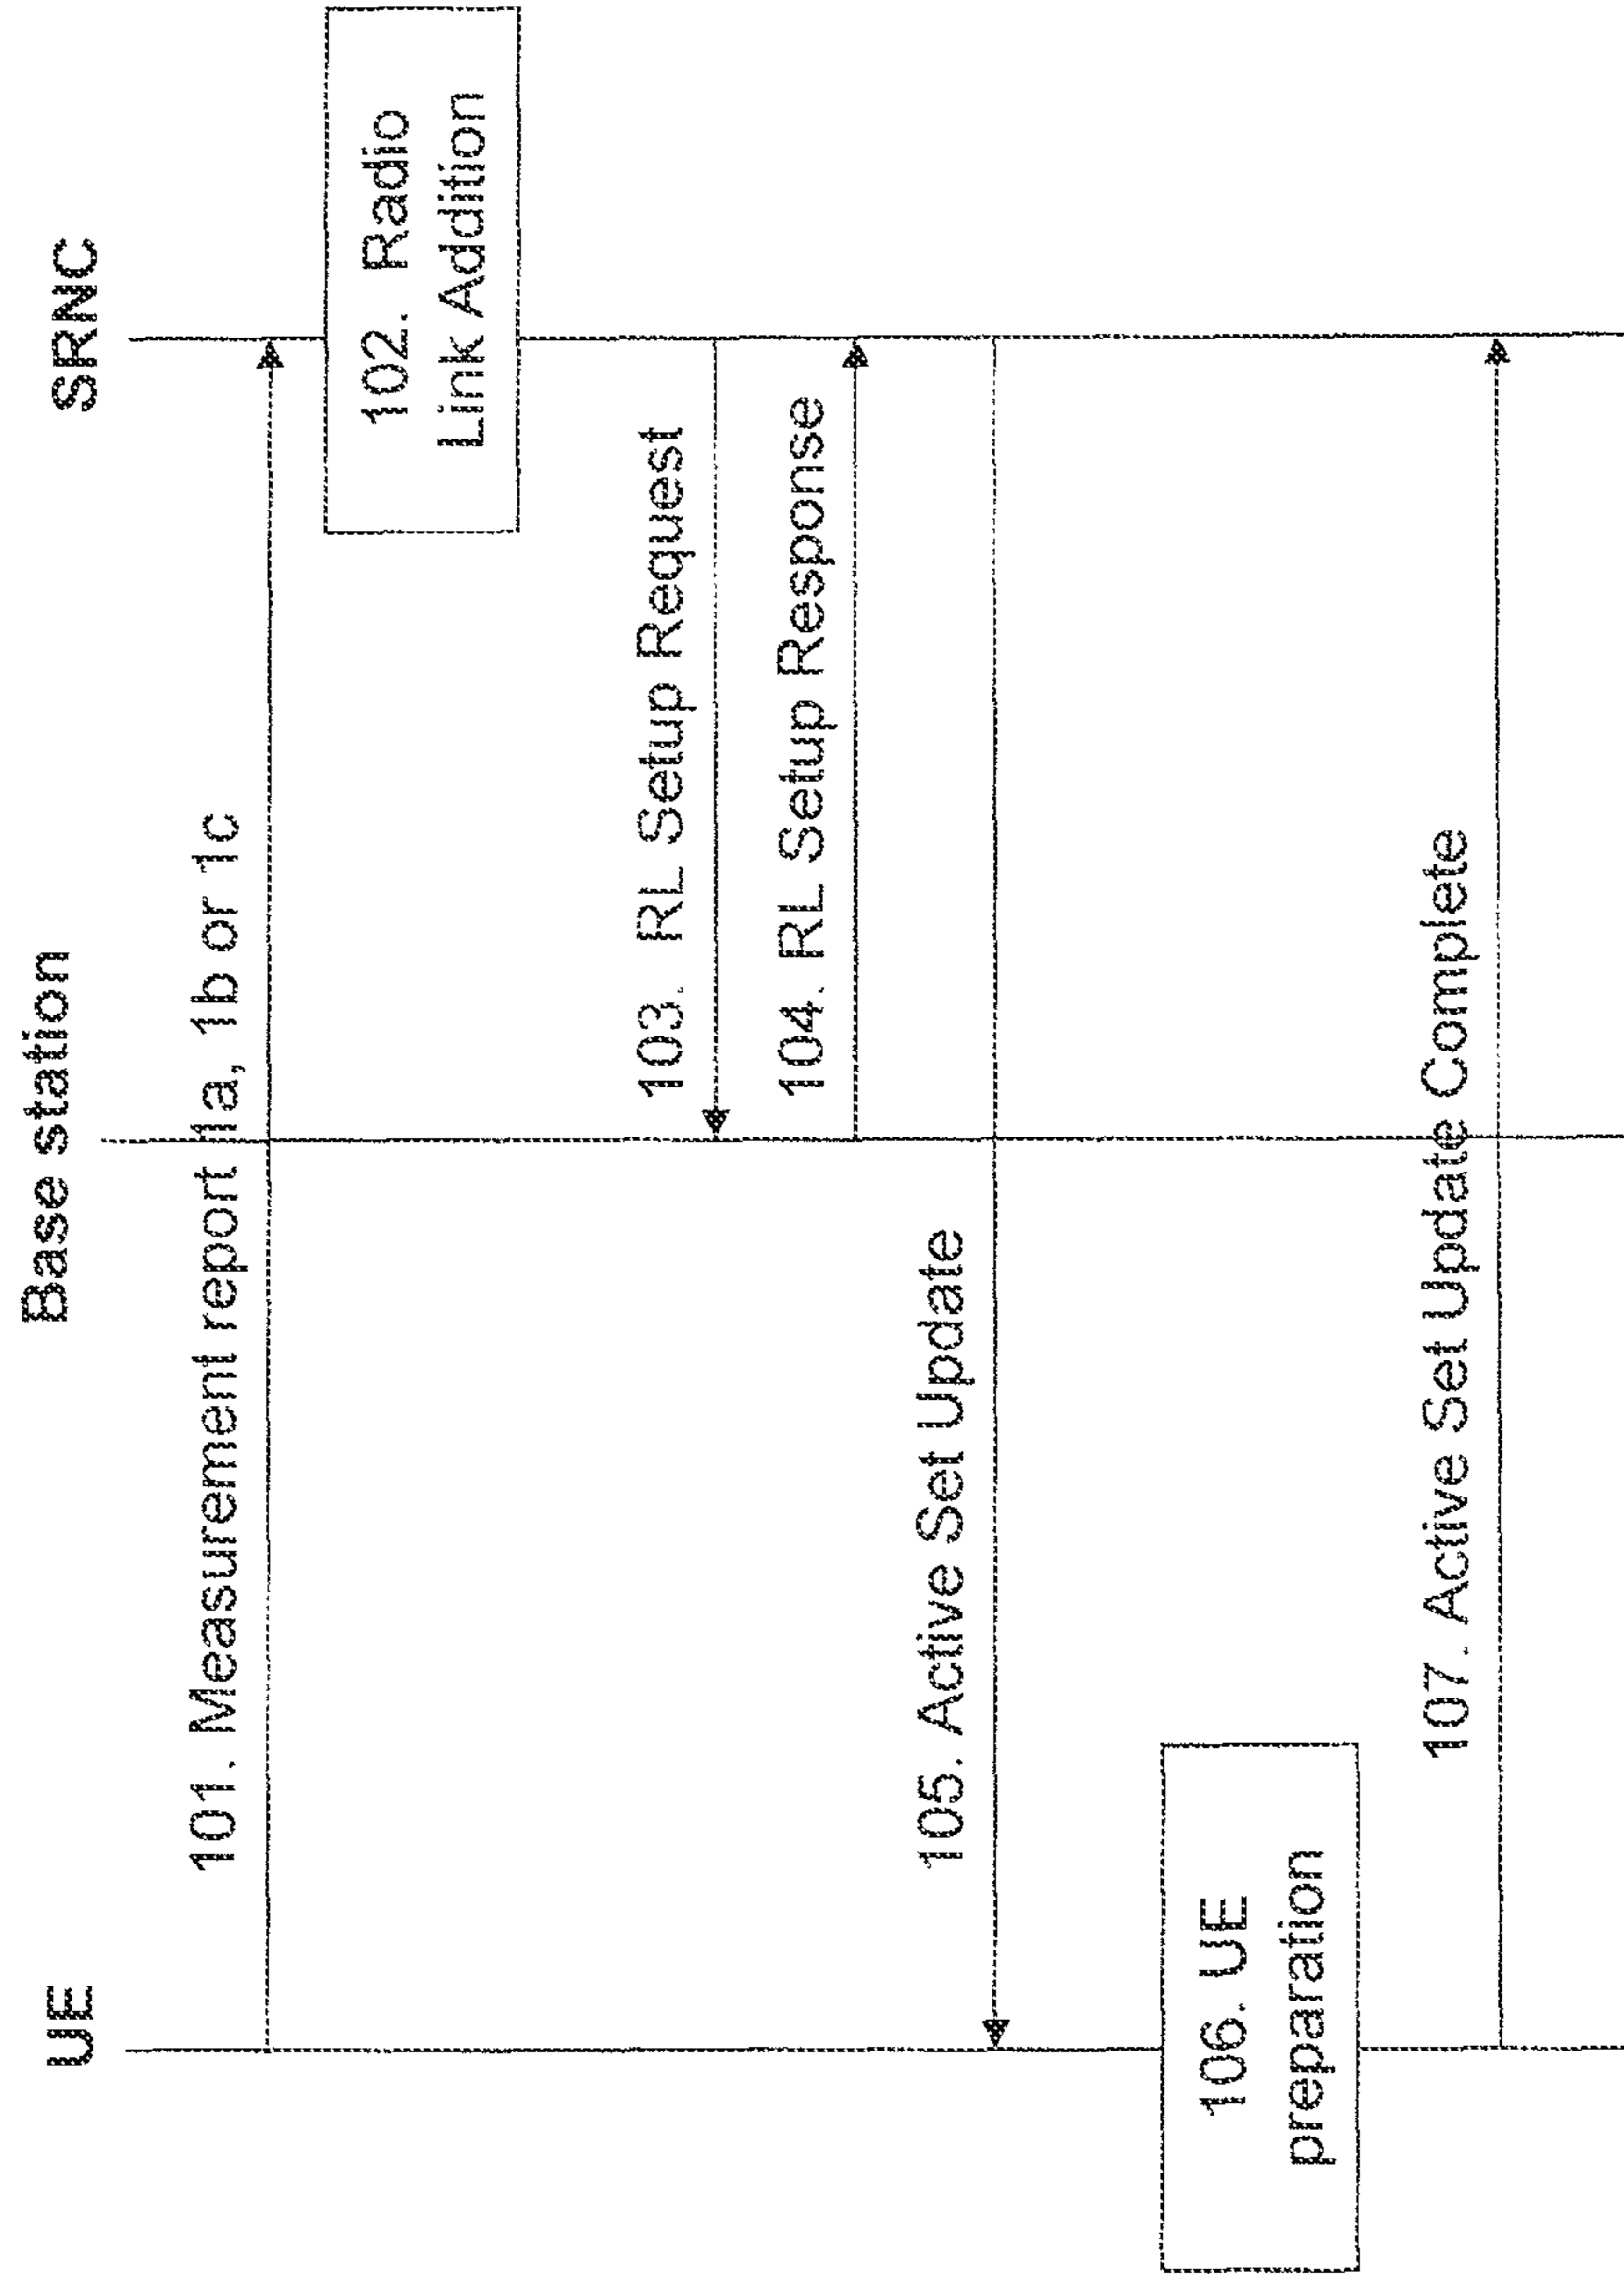 UE
Base station
SRNC
101. Measurement report 1a, 1b or 1c
102. Radio
Link Addition
103. RL Setup Request
104. RL Setup Response
105. Active Set Update
106. UE
preparation
107. Active Set Update Complete